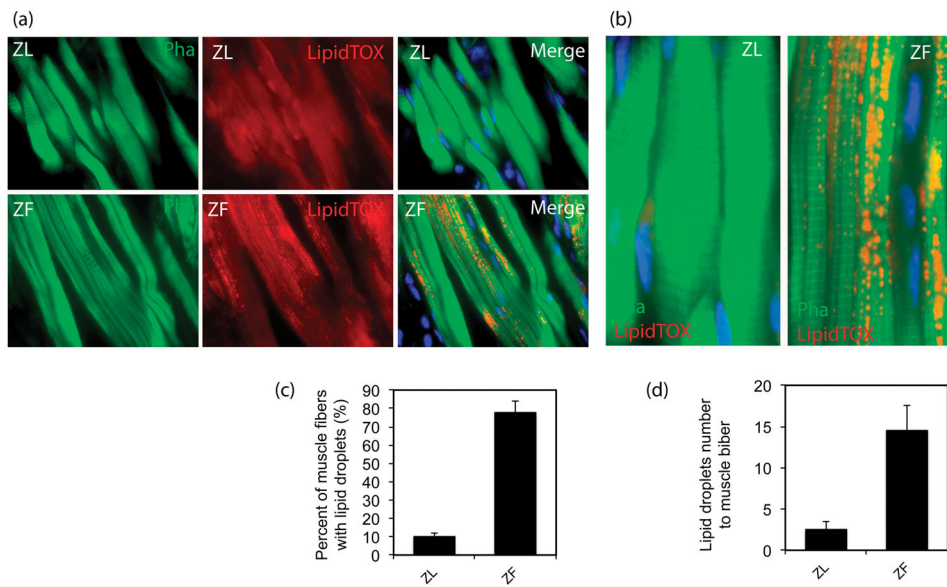 (a)
(b)
ZL
Pha
ZL
LipidTOX
ZL
Merge
ZF
Pha
ZF
LipidTOX
ZF
Merge
ZL
Pha
LipidTOX
ZF
Pha
LipidTOX
(c)
Percent of muscle fibers
with lipid droplets (%)
90
80
70
60
50
40
30
20
10
0
ZL
ZF
(d)
Lipid droplets number
to muscle biber
20
15
10
5
0
ZL
ZF